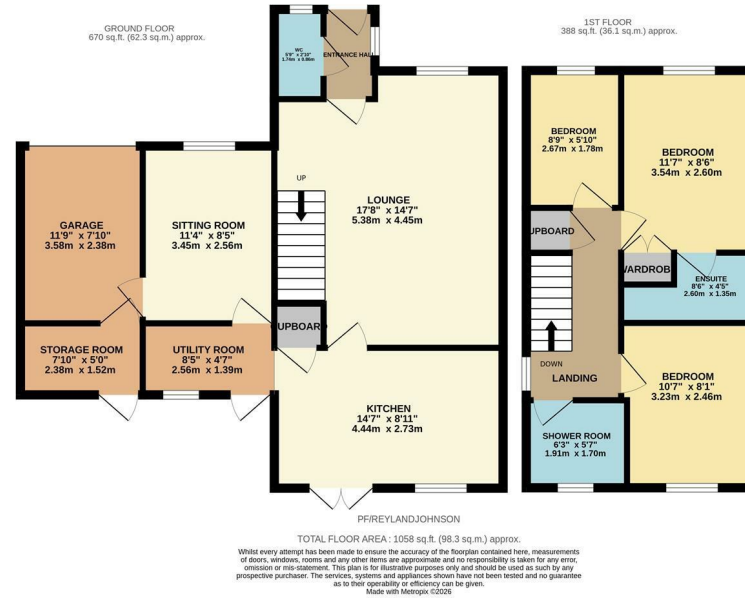 GROUND FLOOR
670 sq.ft. (62.3 sq.m.) approx.
1ST FLOOR
388 sq.ft. (36.1 sq.m.) approx.
WC
5'9" x 2'10"
1.74m x 0.86m
ENTRANCE HALL
BEDROOM
8'9" x 5'10"
2.67m x 1.78m
BEDROOM
11'7" x 8'6"
3.54m x 2.60m
GARAGE
11'9" x 7'10"
3.58m x 2.38m
SITTING ROOM
11'4" x 8'5"
3.45m x 2.56m
UP
LOUNGE
17'8" x 14'7"
5.38m x 4.45m
UPBOARD
WARDROB
ENSUITE
8'6" x 4'5"
2.60m x 1.35m
STORAGE ROOM
7'10" x 5'0"
2.38m x 1.52m
UTILITY ROOM
8'5" x 4'7"
2.56m x 1.39m
UPBOARD
KITCHEN
14'7" x 8'11"
4.44m x 2.73m
DOWN
LANDING
BEDROOM
10'7" x 8'1"
3.23m x 2.46m
SHOWER ROOM
6'3" x 5'7"
1.91m x 1.70m
PF/REYLANDJOHNSON
TOTAL FLOOR AREA : 1058 sq.ft. (98.3 sq.m.) approx.
Whilst every attempt has been made to ensure the accuracy of the floorplan contained here, measurements
of doors, windows, rooms and any other items are approximate and no responsibility is taken for any error,
omission or mis-statement. This plan is for illustrative purposes only and should be used as such by any
prospective purchaser. The services, systems and appliances shown have not been tested and no guarantee
as to their operability or efficiency can be given.
Made with Metropix ©2026